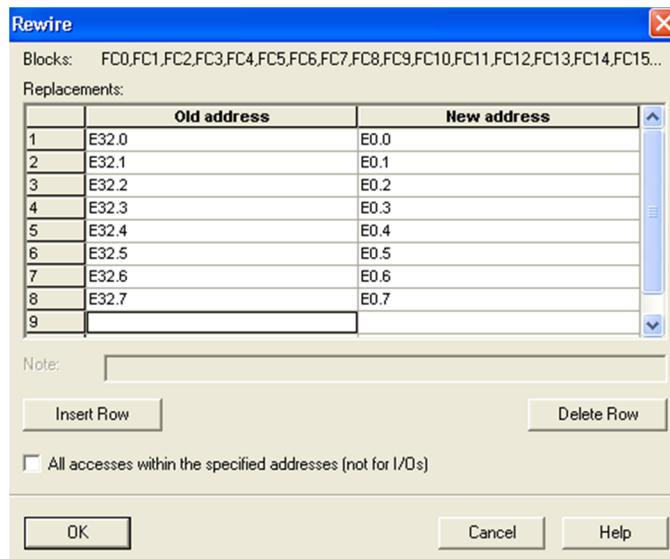 Rewire
Blocks: FC0,FC1,FC2,FC3,FC4,FC5,FC6,FC7,FC8,FC9,FC10,FC11,FC12,FC13,FC14,FC15...
Replacements:
Old address New address
1 E32.0 E0.0
2 E32.1 E0.1
3 E32.2 E0.2
4 E32.3 E0.3
5 E32.4 E0.4
6 E32.5 E0.5
7 E32.6 E0.6
8 E32.7 E0.7
9
Note:
Insert Row Delete Row
All accesses within the specified addresses (not for I/Os)
OK Cancel Help